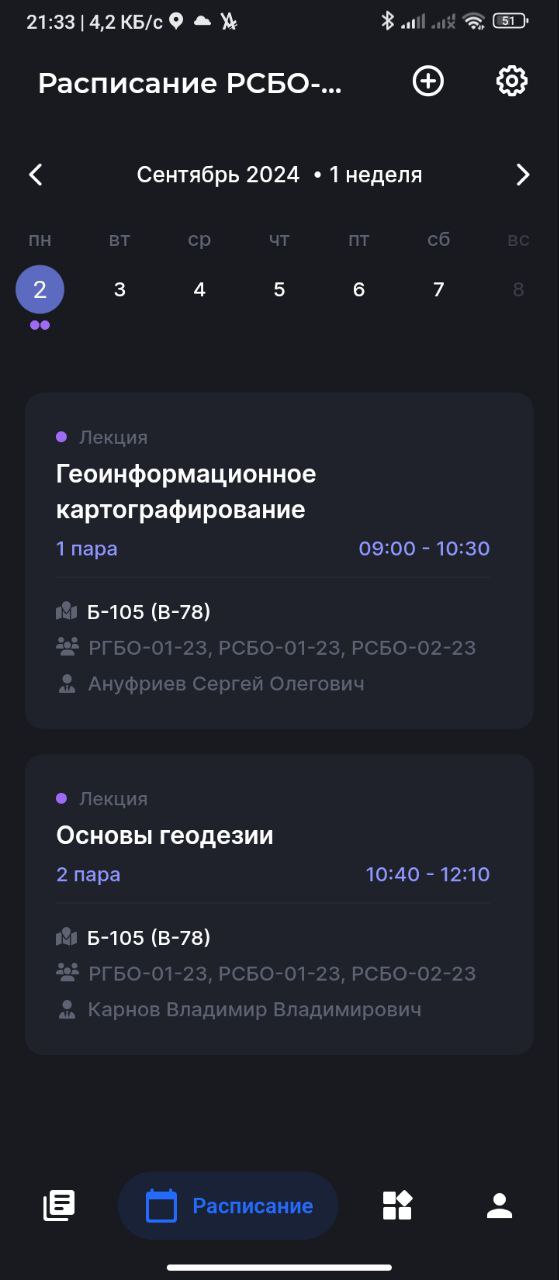 21:33 | 4,2 КБ/с
51
Расписание РСБО-...
Сентябрь 2024 • 1 неделя
пн вт ср чт пт сб вс
2 3 4 5 6 7 8
Лекция
Геоинформационное
картографирование
1 пара 09:00 - 10:30
Б-105 (В-78)
РГБО-01-23, РСБО-01-23, РСБО-02-23
Ануфриев Сергей Олегович
Лекция
Основы геодезии
2 пара 10:40 - 12:10
Б-105 (В-78)
РГБО-01-23, РСБО-01-23, РСБО-02-23
Карнов Владимир Владимирович
Расписание